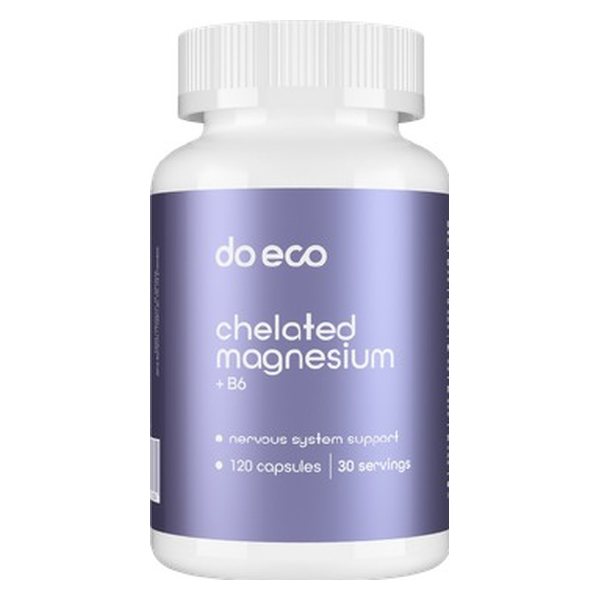 do eco
chelated
magnesium
+ B6
• nervous system support
• 120 capsules | 30 servings